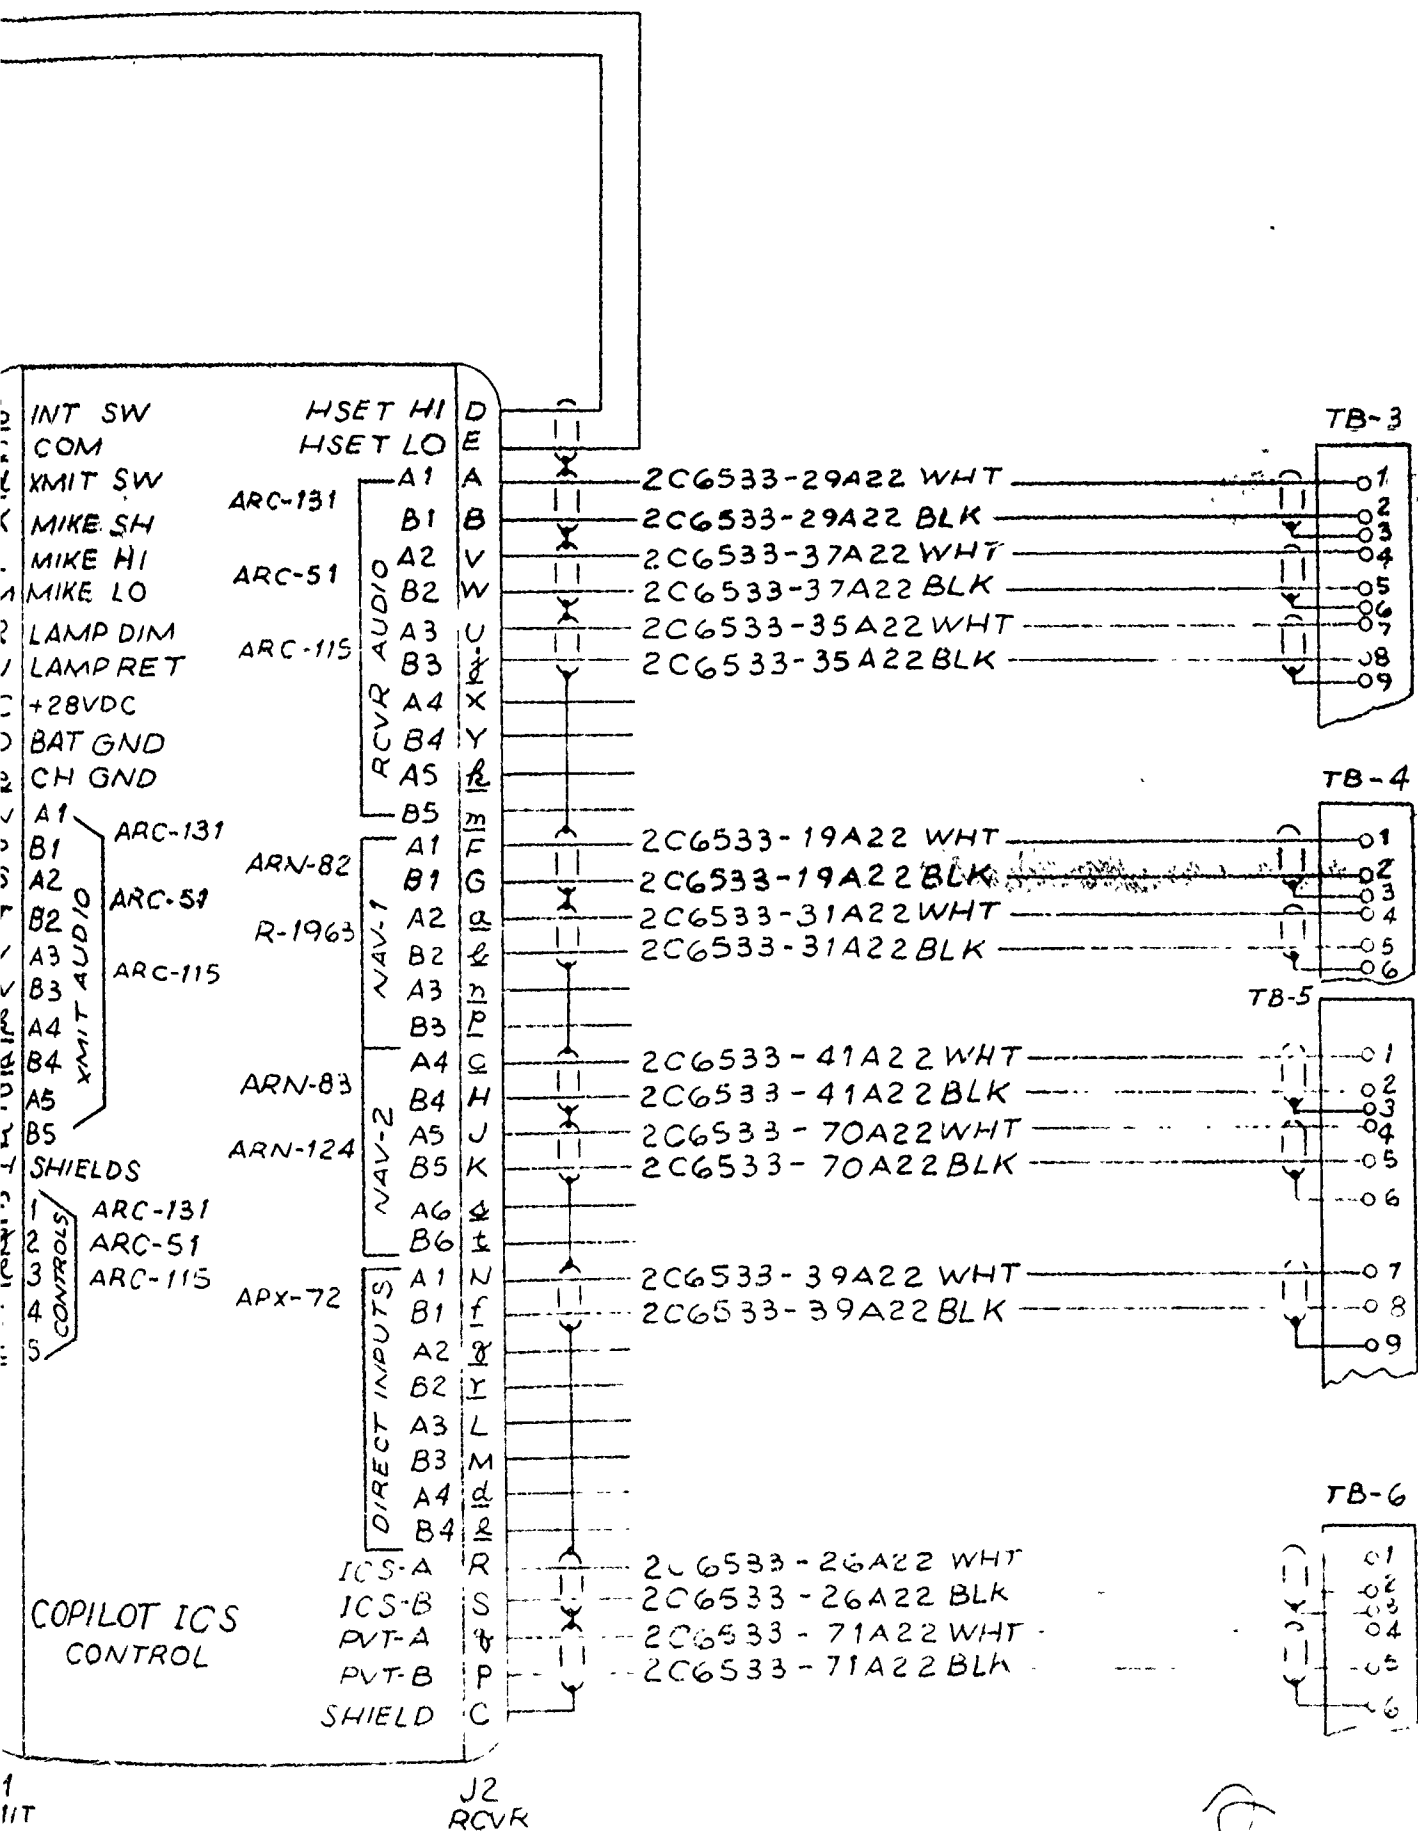 INT SW HSET HI D
COM HSET LO E
XMIT SW A1 A 2C6533-29A22 WHT
ARC-131
MIKE SH B1 B 2C6533-29A22 BLK
MIKE HI A2 V 2C6533-37A22 WHT
ARC-51
MIKE LO B2 W 2C6533-37A22 BLK
LAMP DIM A3 U 2C6533-35A22 WHT
ARC-115
LAMP RET B3 j 2C6533-35A22 BLK
+28VDC A4 X
BAT GND B4 Y
CH GND A5 k
RCVR AUDIO
B5 m
TB-3
1
2
3
4
5
6
7
8
9
A1 ARC-131
B1
A2 ARC-51
B2
A3 ARC-115
B3
A4
B4
A5
B5
XMIT AUDIO
SHIELDS
1 ARC-131
2 ARC-51
3 ARC-115
4
5
CONTROLS
ARN-82 A1 F 2C6533-19A22 WHT
B1 G 2C6533-19A22 BLK
R-1963 A2 a 2C6533-31A22 WHT
B2 b 2C6533-31A22 BLK
A3 n
B3 p
NAV-1
TB-4
1
2
3
4
5
6
ARN-83 A4 c 2C6533-41A22 WHT
B4 H 2C6533-41A22 BLK
ARN-124 A5 J 2C6533-70A22 WHT
B5 K 2C6533-70A22 BLK
A6 s
B6 t
NAV-2
TB-5
1
2
3
4
5
6
7
8
9
APX-72 A1 N 2C6533-39A22 WHT
B1 f 2C6533-39A22 BLK
A2
B2 r
A3 L
B3 M
A4 d
B4 e
DIRECT INPUTS
ICS-A R 2C6533-26A22 WHT
ICS-B S 2C6533-26A22 BLK
PVT-A 2C6533-71A22 WHT
PVT-B P 2C6533-71A22 BLK
SHIELD C
TB-6
1
2
3
4
5
6
COPILOT ICS
CONTROL
1 J2
RCVR